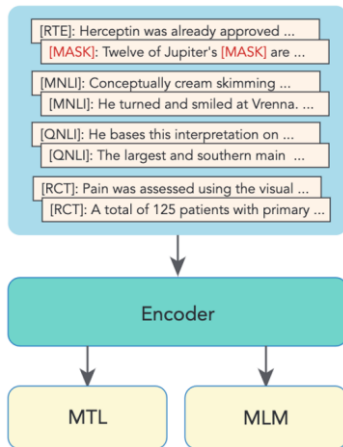 [RTE]: Herceptin was already approved ...
[MASK]: Twelve of Jupiter's [MASK] are ...
[MNLI]: Conceptually cream skimming ...
[MNLI]: He turned and smiled at Vrenna. ...
[QNLI]: He bases this interpretation on ...
[QNLI]: The largest and southern main ...
[RCT]: Pain was assessed using the visual ...
[RCT]: A total of 125 patients with primary ...
Encoder
MTL MLM